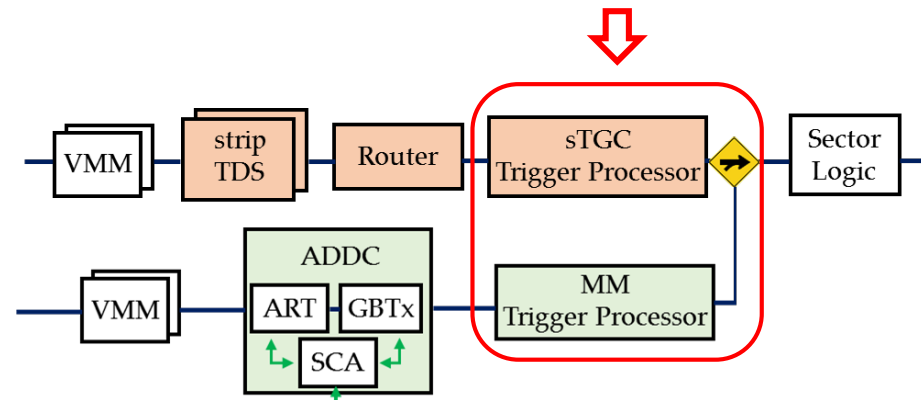 VMM
strip
TDS
Router
sTGC
Trigger Processor
Sector
Logic
VMM
ADDC
ART
GBTx
SCA
MM
Trigger Processor